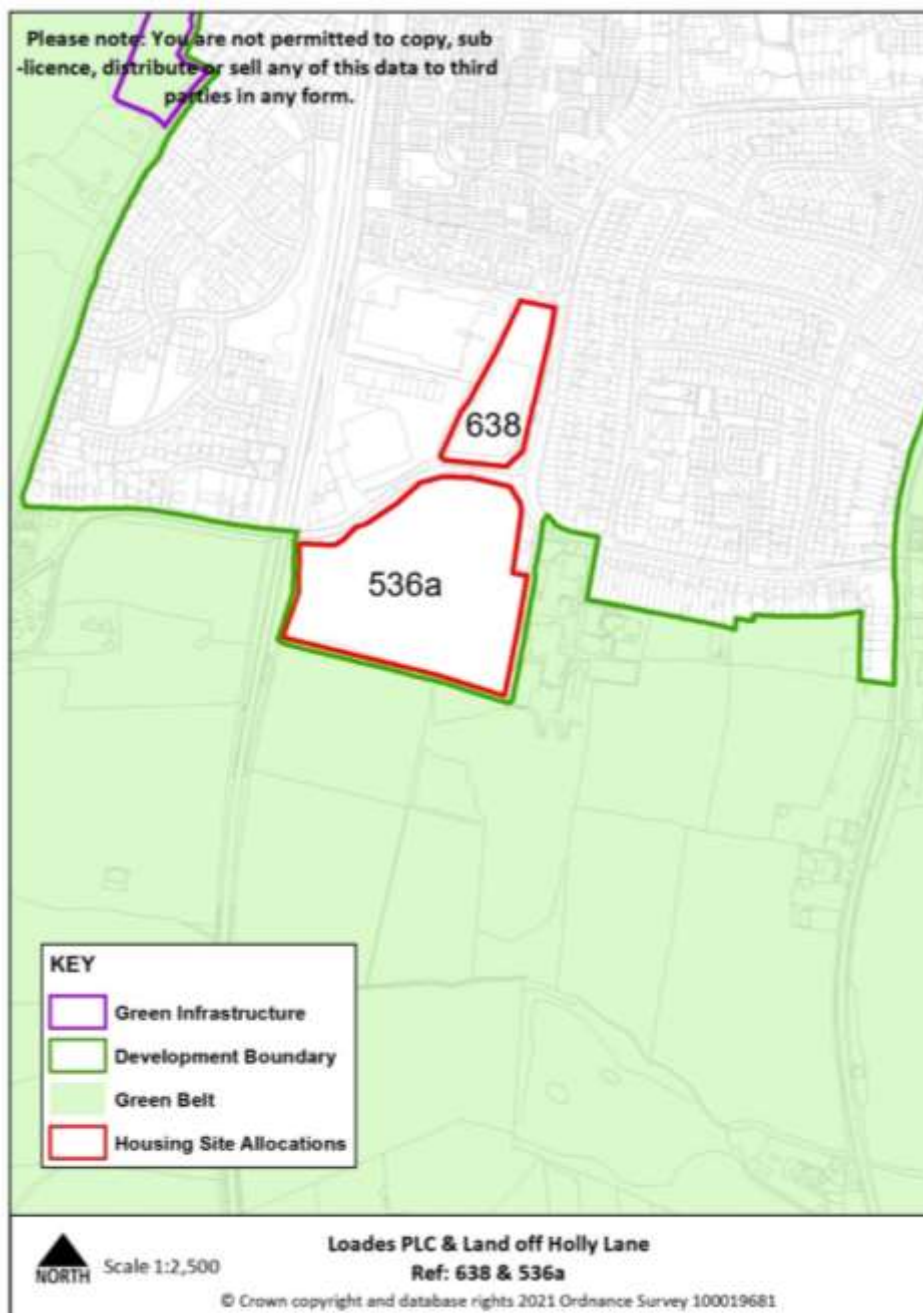 Please note: You are not permitted to copy, sub
-licence, distribute or sell any of this data to third
parties in any form.
638
536a
KEY
Green Infrastructure
Development Boundary
Green Belt
Housing Site Allocations
NORTH
Scale 1:2,500
Loades PLC & Land off Holly Lane
Ref: 638 & 536a
© Crown copyright and database rights 2021 Ordnance Survey 100019681